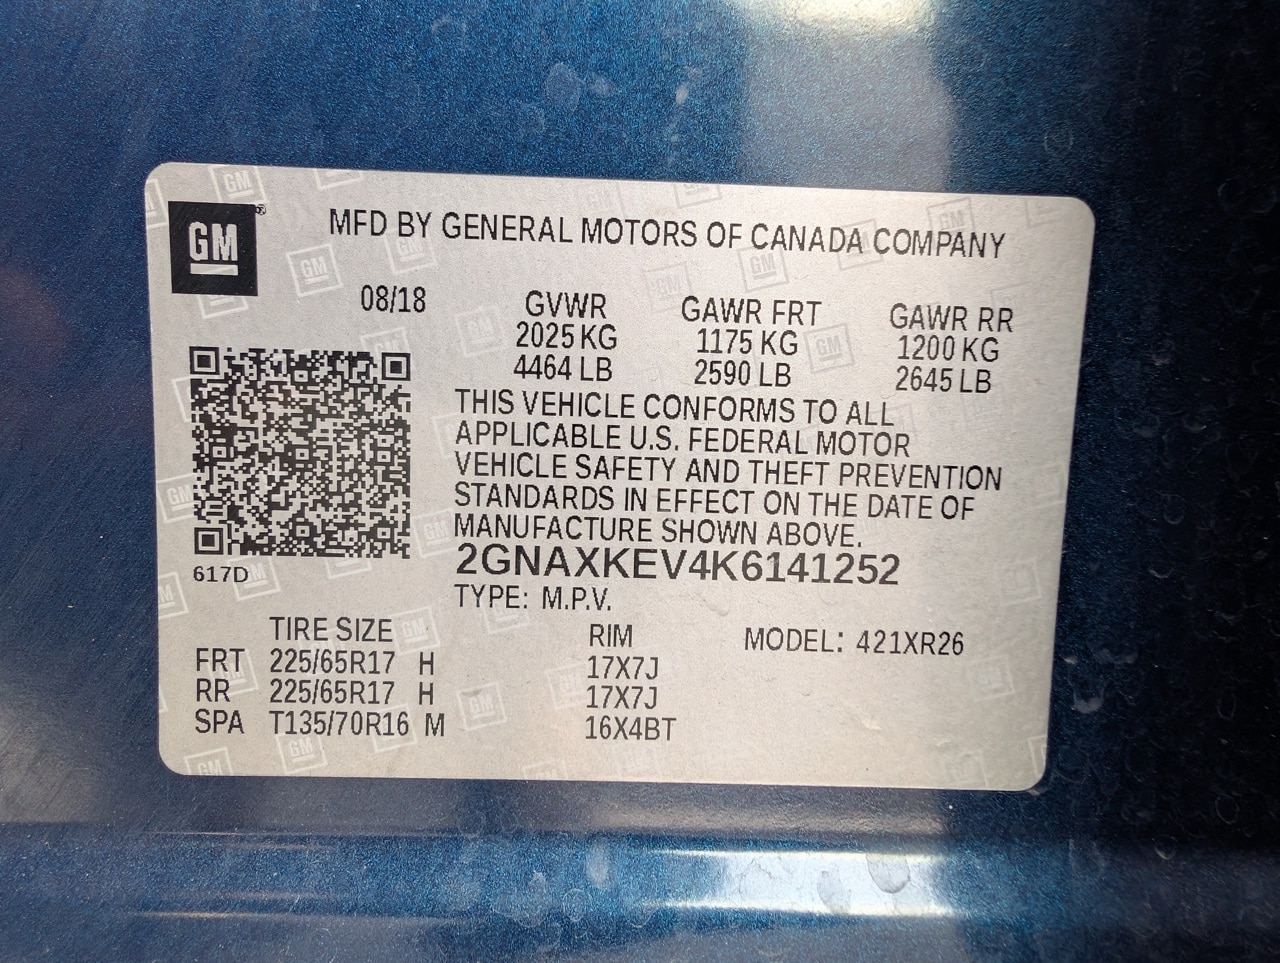 GM
MFD BY GENERAL MOTORS OF CANADA COMPANY
08/18 GVWR GAWR FRT GAWR RR
2025 KG 1175 KG 1200 KG
4464 LB 2590 LB 2645 LB
THIS VEHICLE CONFORMS TO ALL
APPLICABLE U.S. FEDERAL MOTOR
VEHICLE SAFETY AND THEFT PREVENTION
STANDARDS IN EFFECT ON THE DATE OF
MANUFACTURE SHOWN ABOVE.
2GNAXKEV4K6141252
617D
TYPE: M.P.V.
TIRE SIZE RIM MODEL: 421XR26
FRT 225/65R17 H 17X7J
RR 225/65R17 H 17X7J
SPA T135/70R16 M 16X4BT